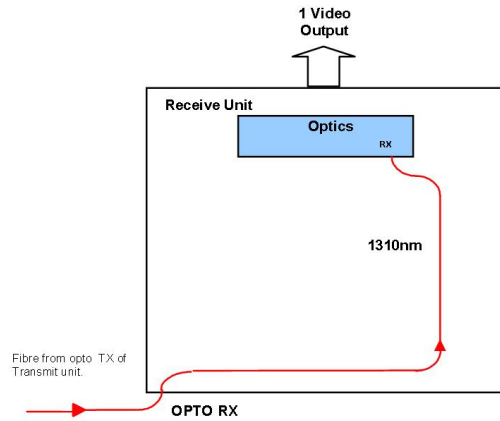 1 Video
Output
Receive Unit
Optics
RX
1310nm
Fibre from opto TX of
Transmit unit.
OPTO RX